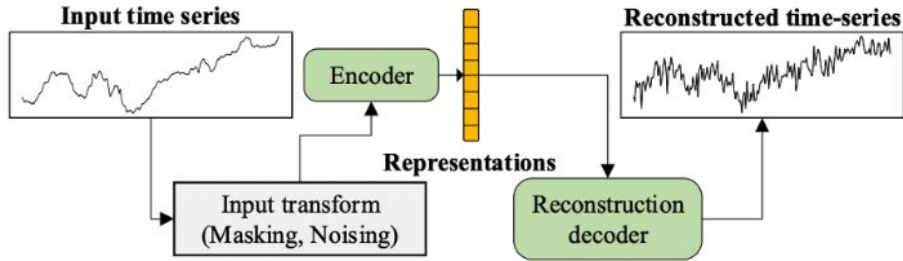 Input time series
Reconstructed time-series
Encoder
Representations
Input transform
(Masking, Noising)
Reconstruction
decoder